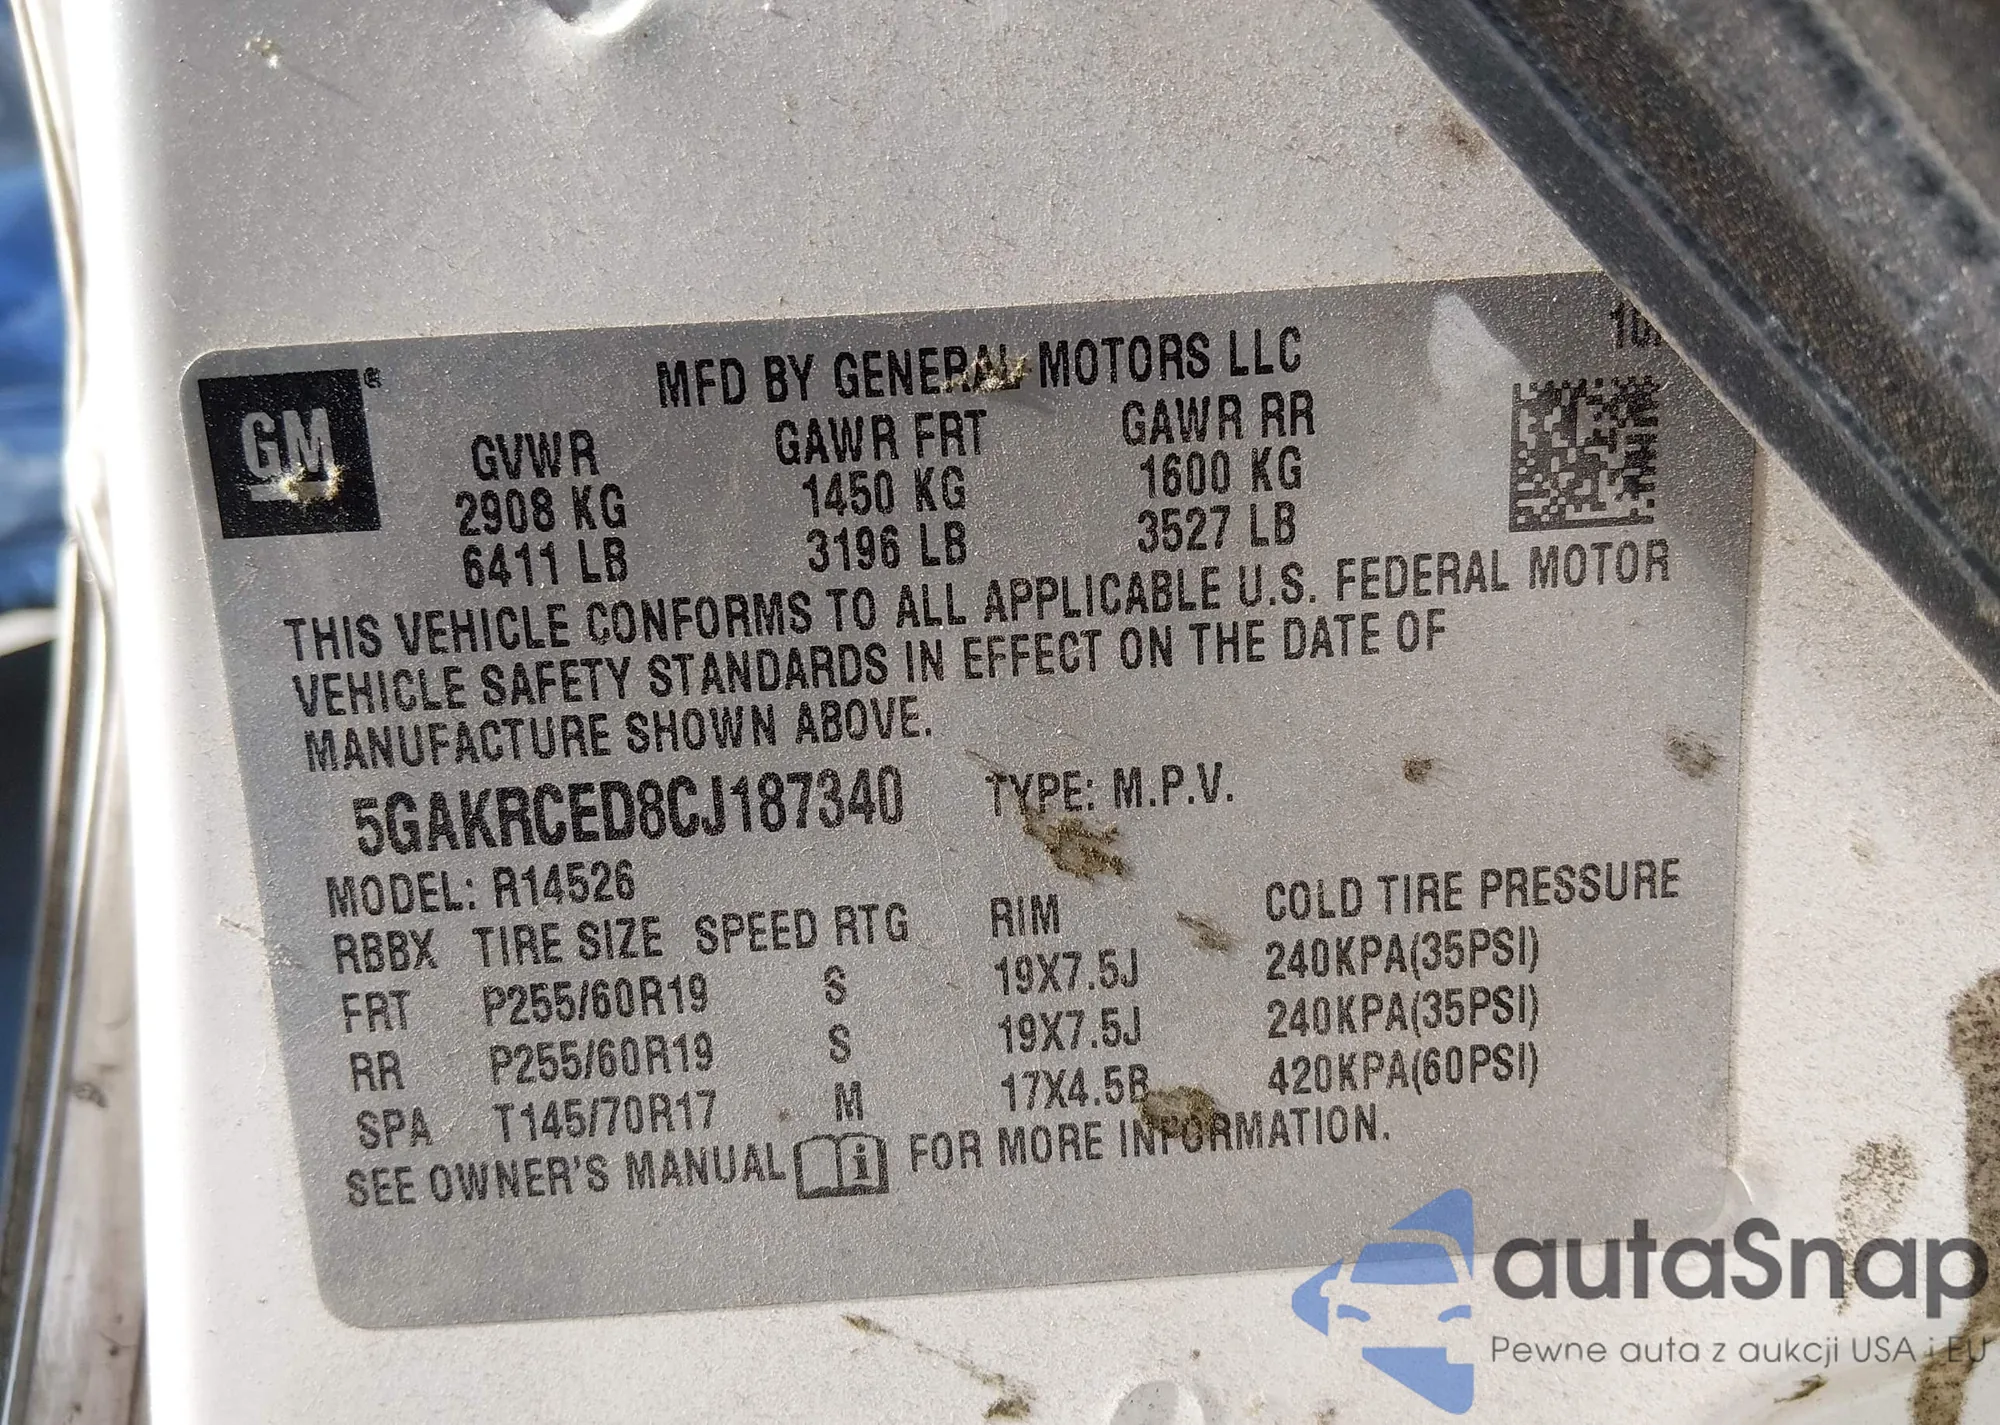 10
GM ®
MFD BY GENERAL MOTORS LLC
GVWR GAWR FRT GAWR RR
2908 KG 1450 KG 1600 KG
6411 LB 3196 LB 3527 LB
THIS VEHICLE CONFORMS TO ALL APPLICABLE U.S. FEDERAL MOTOR
VEHICLE SAFETY STANDARDS IN EFFECT ON THE DATE OF
MANUFACTURE SHOWN ABOVE.
5GAKRCED8CJ187340 TYPE: M.P.V.
MODEL: R14526
RBBX TIRE SIZE SPEED RTG RIM COLD TIRE PRESSURE
FRT P255/60R19 S 19X7.5J 240KPA(35PSI)
RR P255/60R19 S 19X7.5J 240KPA(35PSI)
SPA T145/70R17 M 17X4.5B 420KPA(60PSI)
SEE OWNER'S MANUAL i FOR MORE INFORMATION.
autaSnap
Pewne auta z aukcji USA i EU